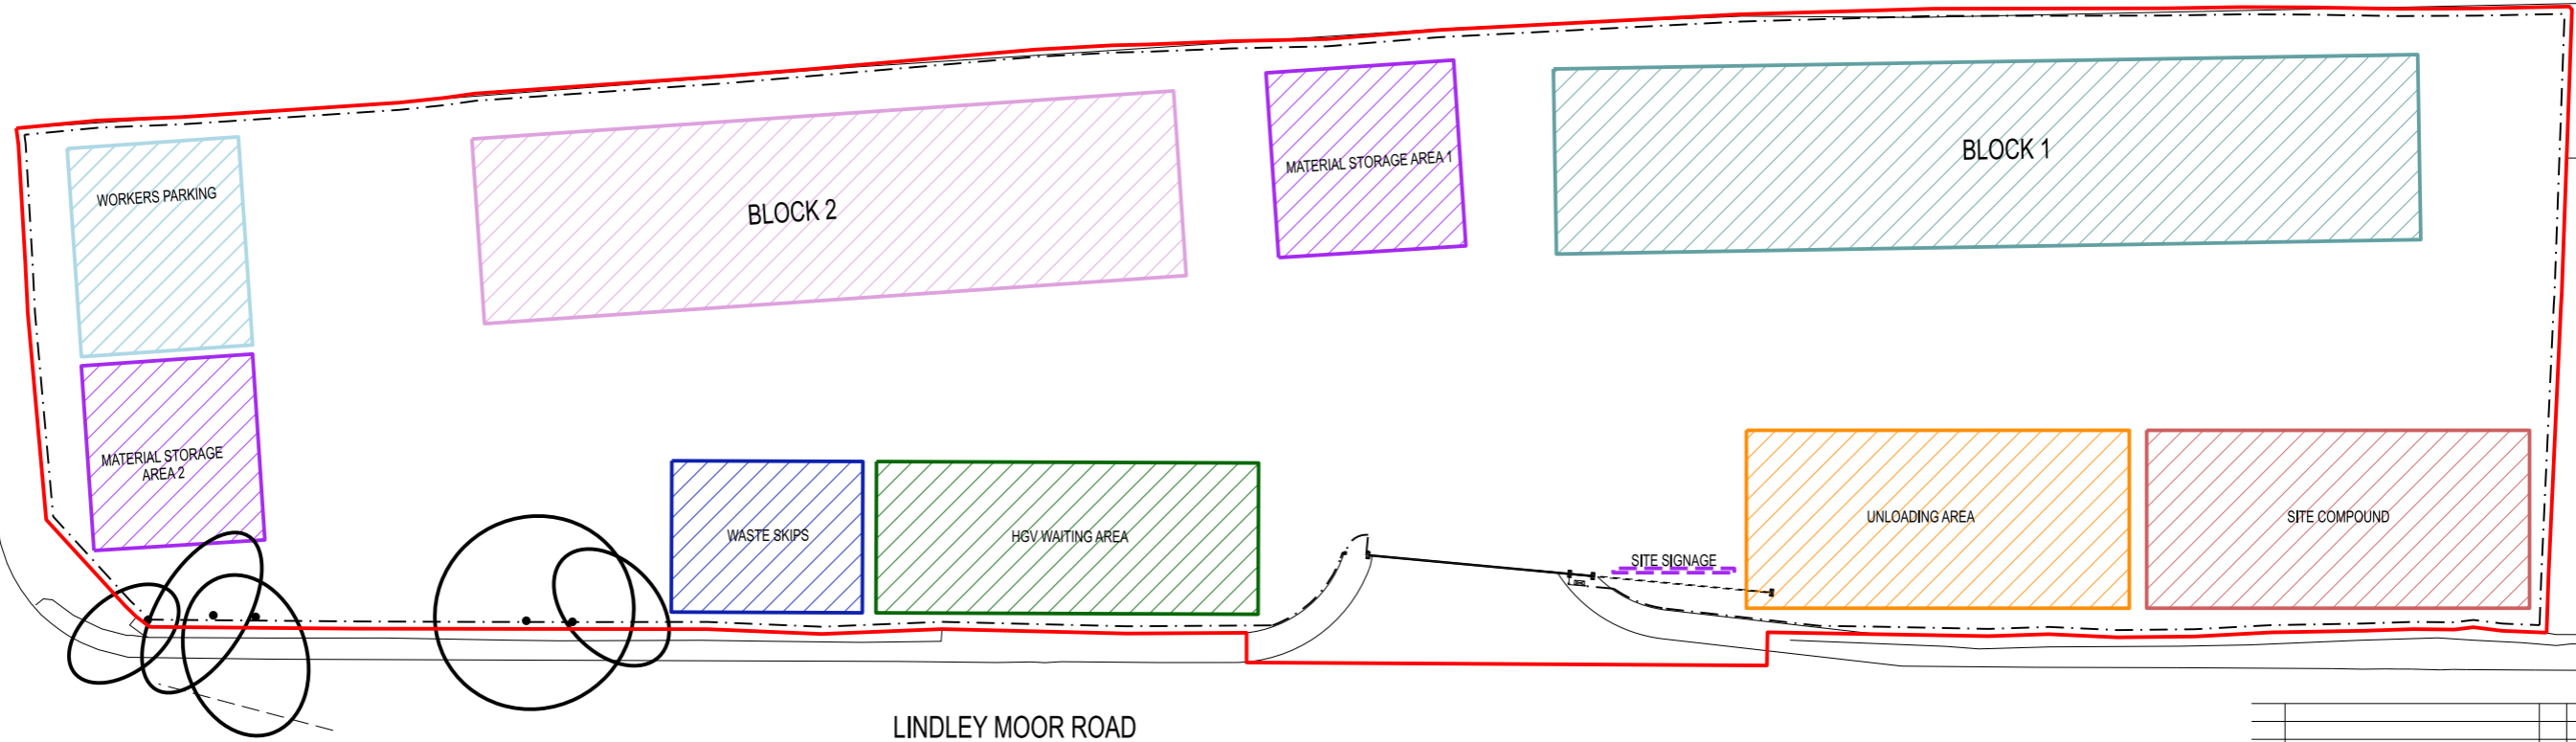 BLOCK 1
MATERIAL STORAGE AREA 1
WORKERS PARKING
BLOCK 2
MATERIAL STORAGE
AREA 2
UNLOADING AREA
SITE COMPOUND
WASTE SKIPS
HGV WAITING AREA
SITE SIGNAGE
LINDLEY MOOR ROAD